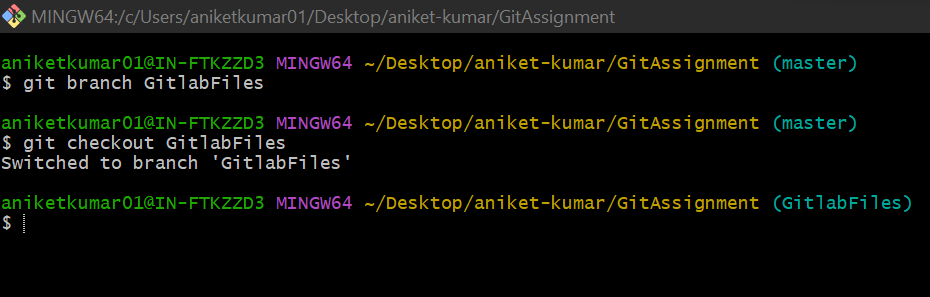 MINGW64:/c/Users/aniketkumar01/Desktop/aniket-kumar/GitAssignment
aniketkumar01@IN-FTKZZD3 MINGW64 ~/Desktop/aniket-kumar/GitAssignment (master)
$ git branch GitlabFiles
aniketkumar01@IN-FTKZZD3 MINGW64 ~/Desktop/aniket-kumar/GitAssignment (master)
$ git checkout GitlabFiles
Switched to branch 'GitlabFiles'
aniketkumar01@IN-FTKZZD3 MINGW64 ~/Desktop/aniket-kumar/GitAssignment (GitlabFiles)
$